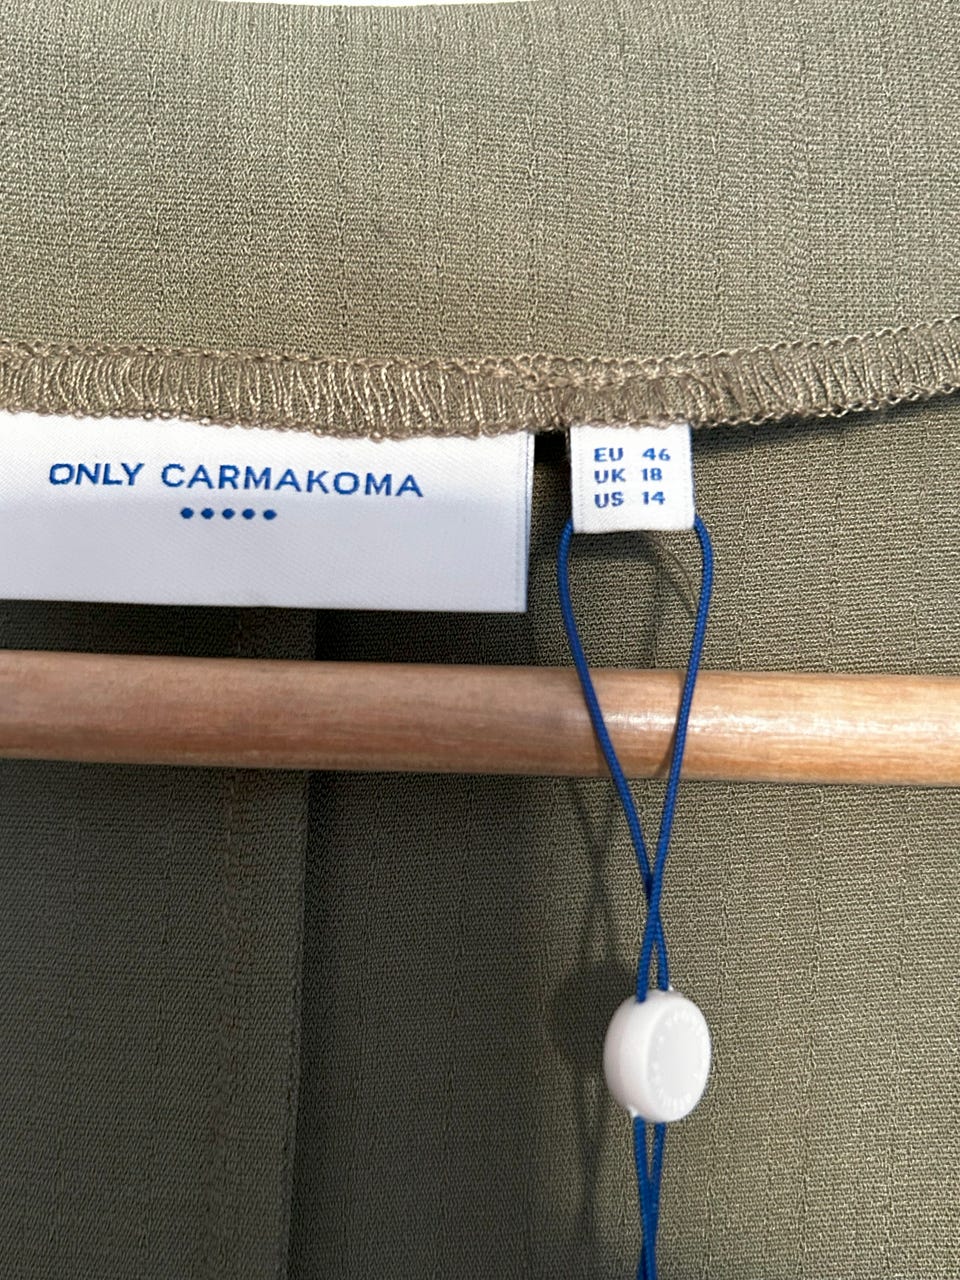 ONLY CARMAKOMA
EU 46
UK 18
US 14